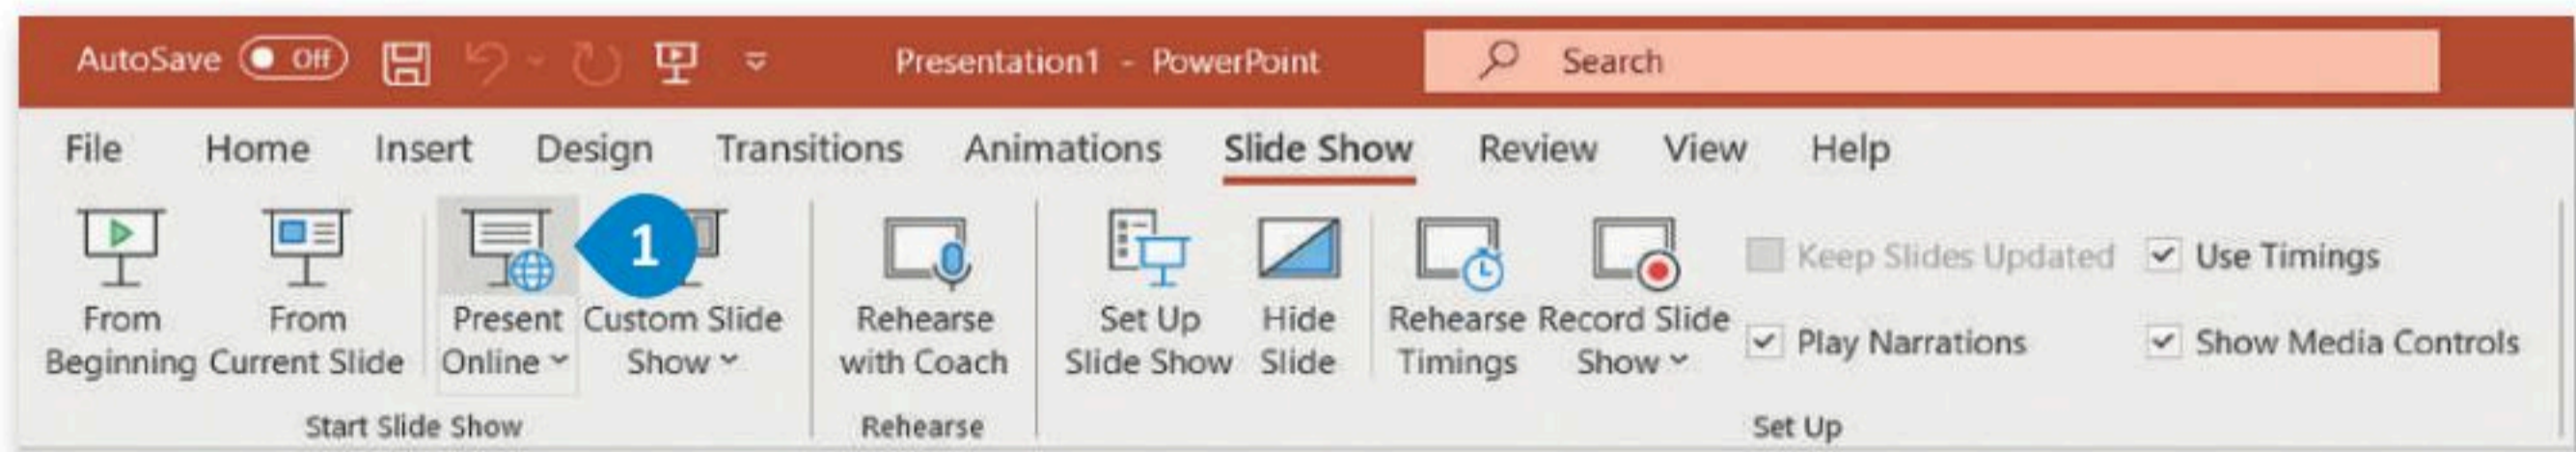 AutoSave Off Presentation1 - PowerPoint Search
File Home Insert Design Transitions Animations Slide Show Review View Help
1
From Beginning
From Current Slide
Present Online
Custom Slide Show
Rehearse with Coach
Set Up Slide Show
Hide Slide
Rehearse Timings
Record Slide Show
Keep Slides Updated
Use Timings
Play Narrations
Show Media Controls
Start Slide Show Rehearse Set Up